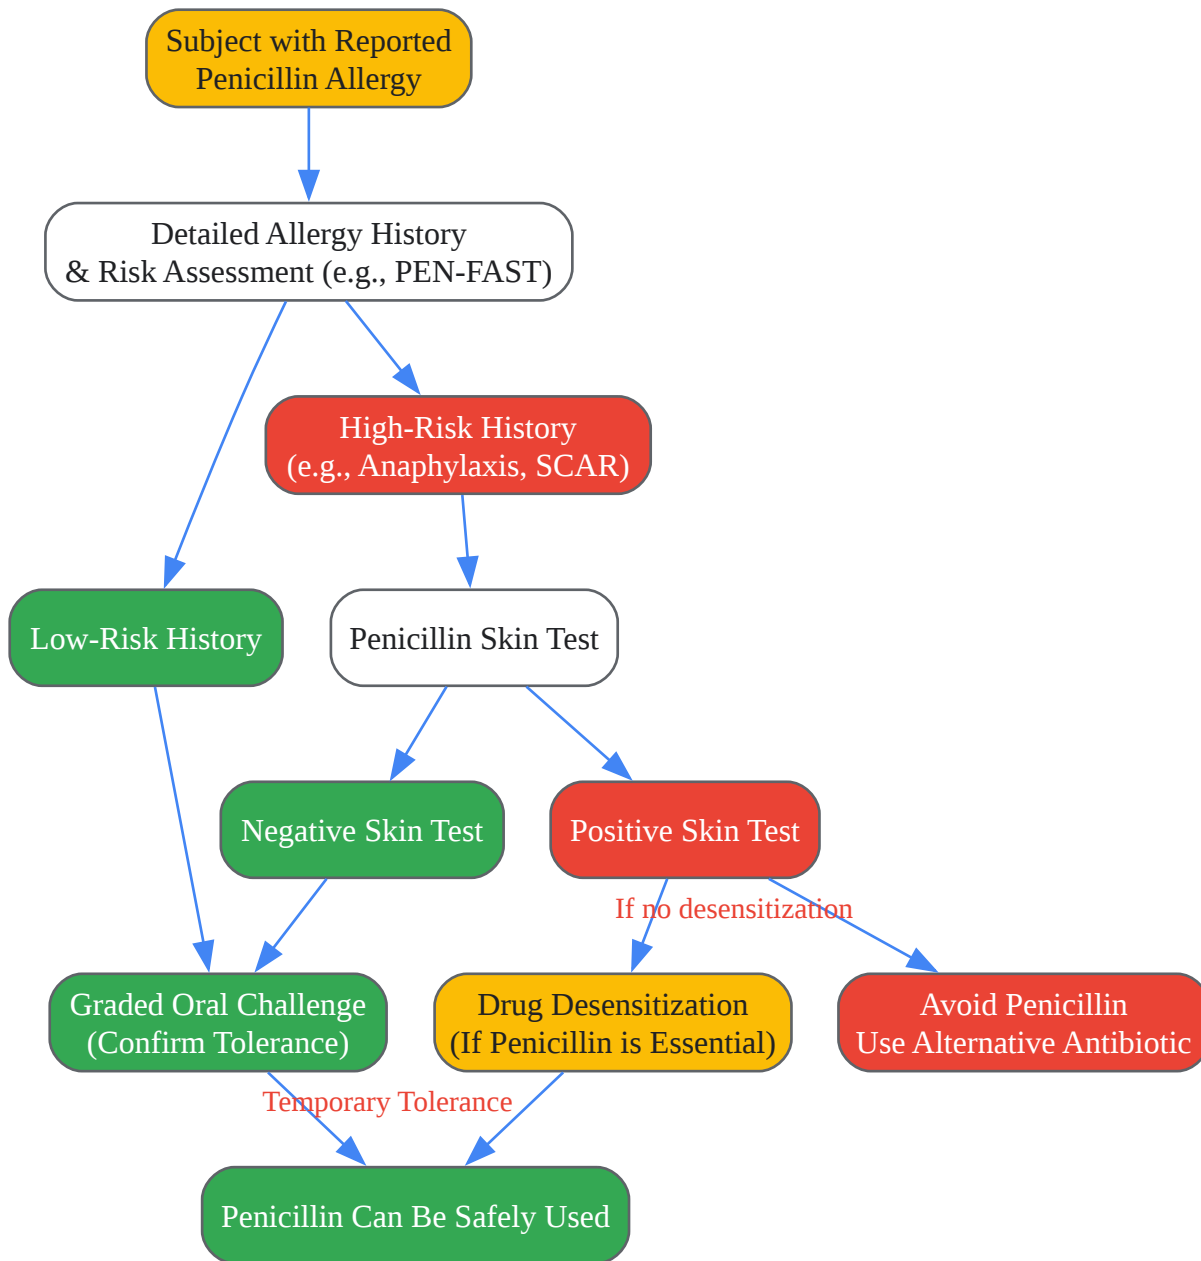 Subject with Reported
Penicillin Allergy
Detailed Allergy History
& Risk Assessment (e.g., PEN-FAST)
High-Risk History
(e.g., Anaphylaxis, SCAR)
Low-Risk History
Penicillin Skin Test
Negative Skin Test
Positive Skin Test
If no desensitization
Graded Oral Challenge
(Confirm Tolerance)
Drug Desensitization
(If Penicillin is Essential)
Avoid Penicillin
Use Alternative Antibiotic
Temporary Tolerance
Penicillin Can Be Safely Used